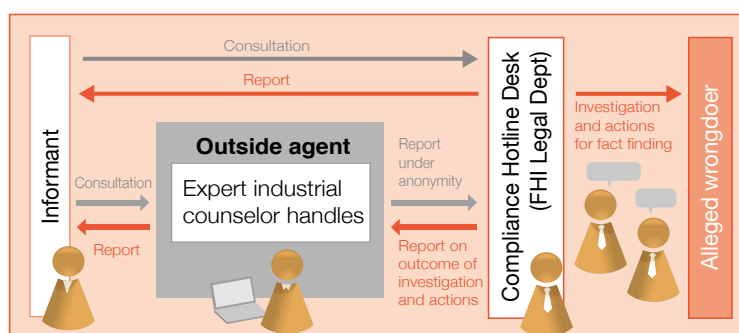 Consultation
Report
Informant
Consultation
Report
Outside agent
Expert industrial
counselor handles
Report
under
anonymity
Report on
outcome of
investigation
and actions
Compliance Hotline Desk
(FHI Legal Dept)
Investigation
and actions
for fact finding
Alleged wrongdoer